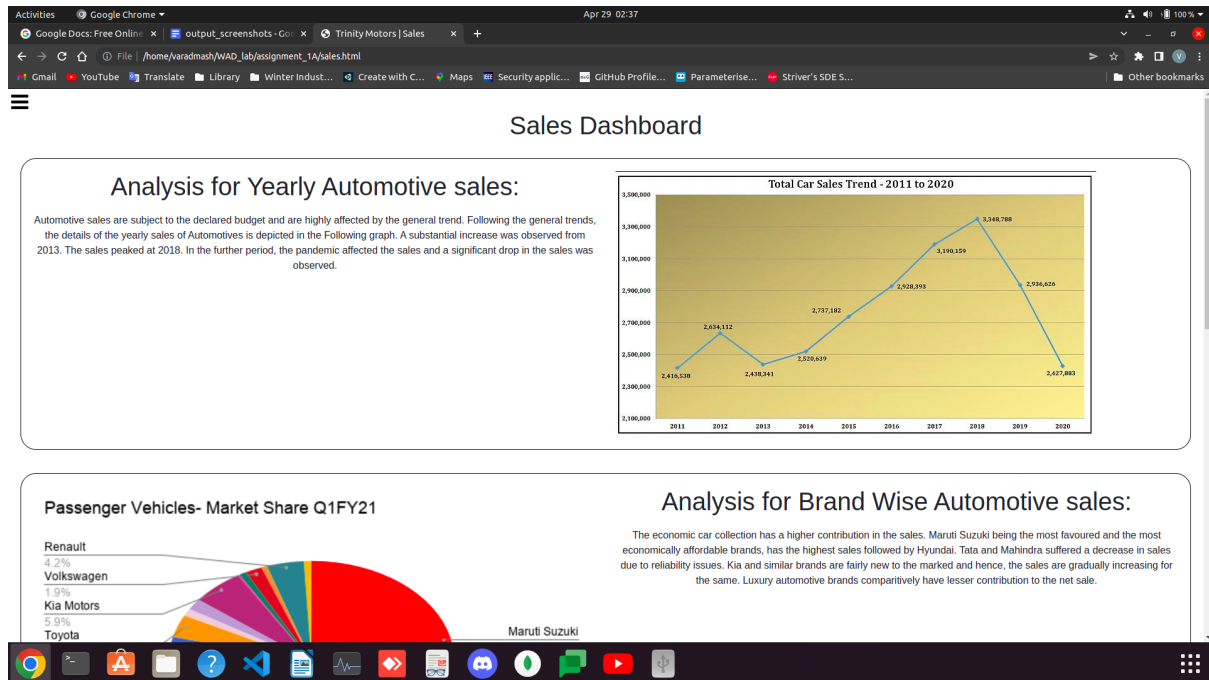 Activities Google Chrome Apr 29 02:37 100 %
Google Docs: Free Online output_screenshots - Goo Trinity Motors | Sales
File | /home/varadmash/WAD_lab/assignment_1A/sales.html
Gmail YouTube Translate Library Winter Indust... Create with C... Maps Security applic... GitHub Profile... Parameterise... Striver's SDE S... Other bookmarks
Sales Dashboard
Analysis for Yearly Automotive sales:
Automotive sales are subject to the declared budget and are highly affected by the general trend. Following the general trends,
the details of the yearly sales of Automotives is depicted in the Following graph. A substantial increase was observed from
2013. The sales peaked at 2018. In the further period, the pandemic affected the sales and a significant drop in the sales was
observed.
Total Car Sales Trend - 2011 to 2020
3,500,000
3,348,788
3,300,000
3,190,159
3,100,000
2,936,626
2,928,393
2,900,000
2,737,182
2,700,000
2,634,112
2,520,639
2,500,000
2,438,341
2,427,883
2,416,538
2,300,000
2,100,000
2011 2012 2013 2014 2015 2016 2017 2018 2019 2020
Passenger Vehicles- Market Share Q1FY21
Renault
4.2%
Volkswagen
1.9%
Kia Motors
5.9%
Toyota
Maruti Suzuki
Analysis for Brand Wise Automotive sales:
The economic car collection has a higher contribution in the sales. Maruti Suzuki being the most favoured and the most
economically affordable brands, has the highest sales followed by Hyundai. Tata and Mahindra suffered a decrease in sales
due to reliability issues. Kia and similar brands are fairly new to the marked and hence, the sales are gradually increasing for
the same. Luxury automotive brands comparitively have lesser contribution to the net sale.